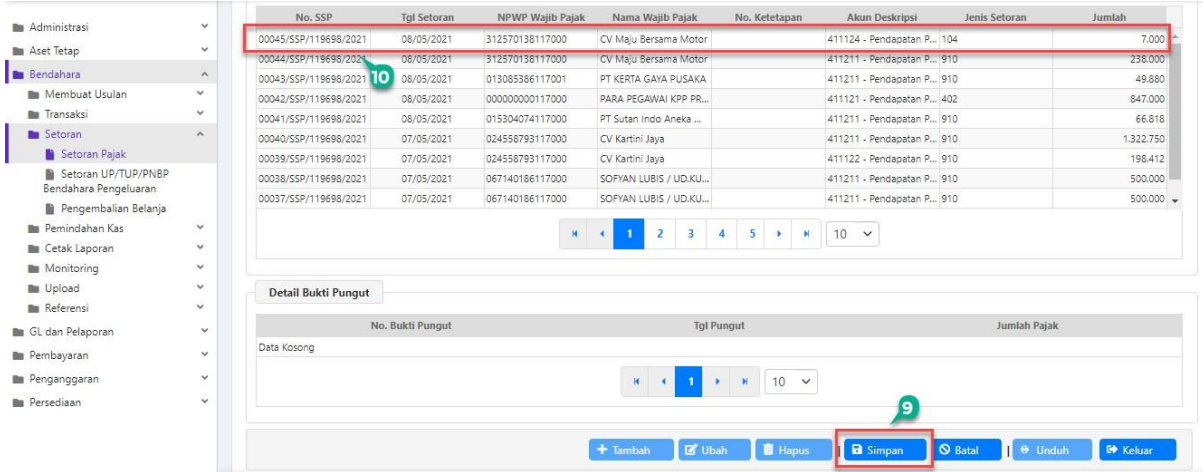 Administrasi
Aset Tetap
Bendahara
Membuat Usulan
Transaksi
Setoran
Setoran Pajak
Setoran UP/TUP/PNBP
Bendahara Pengeluaran
Pengembalian Belanja
Pemindahan Kas
Cetak Laporan
Monitoring
Upload
Referensi
GL dan Pelaporan
Pembayaran
Penganggaran
Persediaan
No. SSP Tgl Setoran NPWP Wajib Pajak Nama Wajib Pajak No. Ketetapan Akun Deskripsi Jenis Setoran Jumlah
00045/SSP/119698/2021 08/05/2021 312570138117000 CV Maju Bersama Motor 411124 - Pendapatan P... 104 7.000
00044/SSP/119698/2021 08/05/2021 312570138117000 CV Maju Bersama Motor 411211 - Pendapatan P... 910 238.000
00043/SSP/119698/2021 08/05/2021 013085386117001 PT KERTA GAYA PUSAKA 411211 - Pendapatan P... 910 49.880
00042/SSP/119698/2021 08/05/2021 000000000117000 PARA PEGAWAI KPP PR... 411121 - Pendapatan P... 402 847.000
00041/SSP/119698/2021 08/05/2021 015304074117000 PT Sutan Indo Aneka ... 411211 - Pendapatan P... 910 66.818
00040/SSP/119698/2021 07/05/2021 024558793117000 CV Kartini Jaya 411211 - Pendapatan P... 910 1.322.750
00039/SSP/119698/2021 07/05/2021 024558793117000 CV Kartini Jaya 411122 - Pendapatan P... 910 198.412
00038/SSP/119698/2021 07/05/2021 067140186117000 SOFYAN LUBIS / UD.KU... 411211 - Pendapatan P... 910 500.000
00037/SSP/119698/2021 07/05/2021 067140186117000 SOFYAN LUBIS / UD.KU... 411211 - Pendapatan P... 910 500.000
10
1 2 3 4 5 10
Detail Bukti Pungut
No. Bukti Pungut Tgl Pungut Jumlah Pajak
Data Kosong
1 10
9
Tambah Ubah Hapus | Simpan Batal | Unduh Keluar